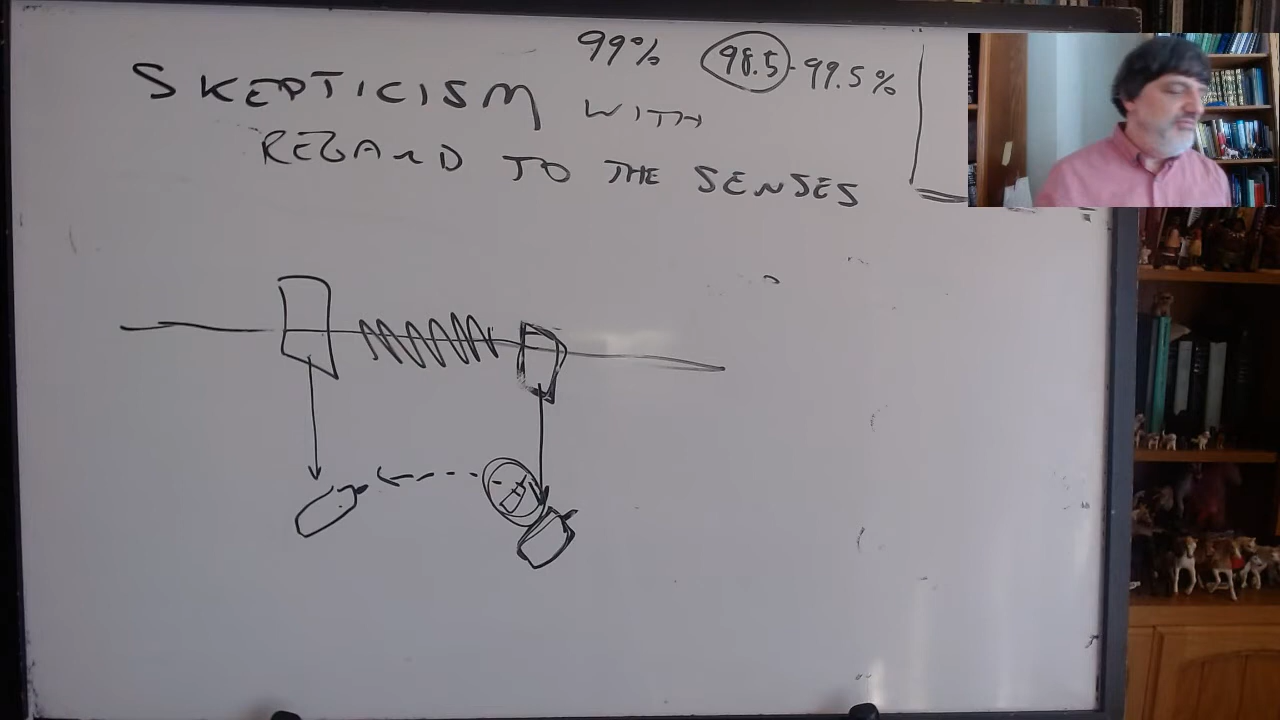 99% 98.5-99.5%
SKEPTICISM WITH
REGARD TO THE SENSES